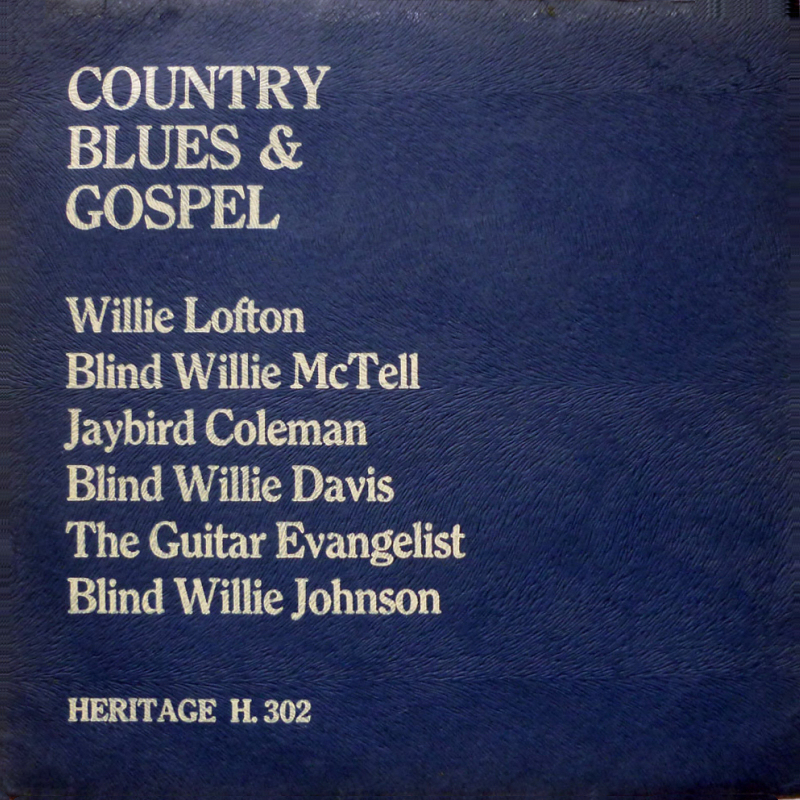 COUNTRY
BLUES &
GOSPEL
Willie Lofton
Blind Willie McTell
Jaybird Coleman
Blind Willie Davis
The Guitar Evangelist
Blind Willie Johnson
HERITAGE H. 302